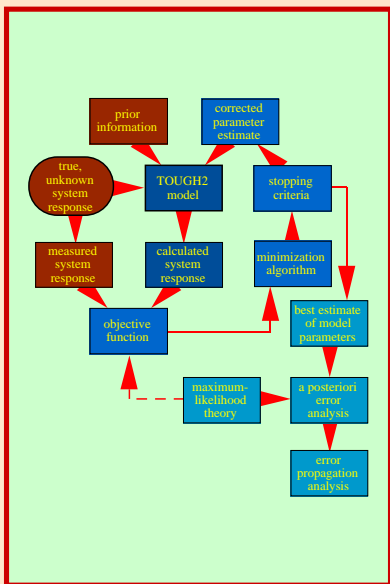 prior
information
corrected
parameter
estimate
true,
unknown
system
response
TOUGH2
model
stopping
criteria
measured
system
response
calculated
system
response
minimization
algorithm
objective
function
best estimate
of model
parameters
maximum-
likelihood
theory
a posteriori
error
analysis
error
propagation
analysis